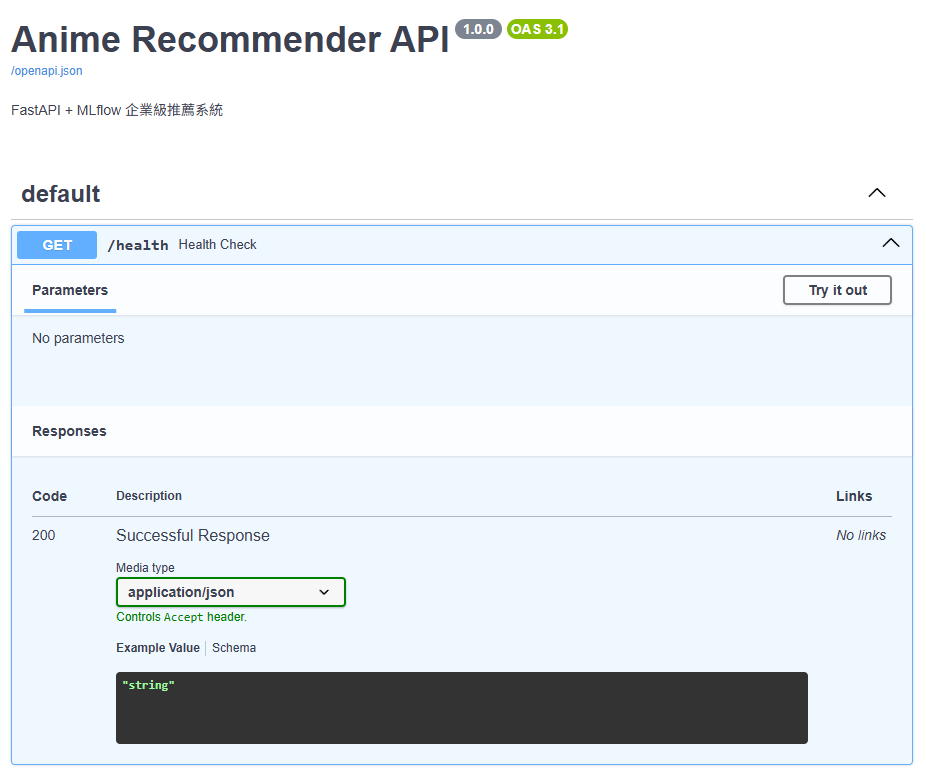 Anime Recommender API 1.0.0 OAS 3.1
/openapi.json
FastAPI + MLflow 企業級推薦系統
default
GET /health Health Check
Parameters Try it out
No parameters
Responses
Code Description Links
200 Successful Response No links
Media type
application/json
Controls Accept header.
Example Value Schema
"string"